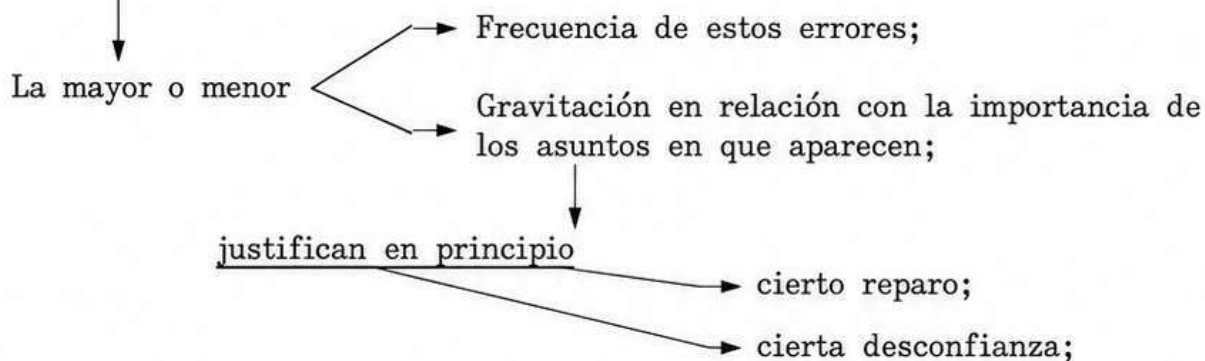 Frecuencia de estos errores;
La mayor o menor
Gravitación en relación con la importancia de
los asuntos en que aparecen;
justifican en principio
cierto reparo;
cierta desconfianza;